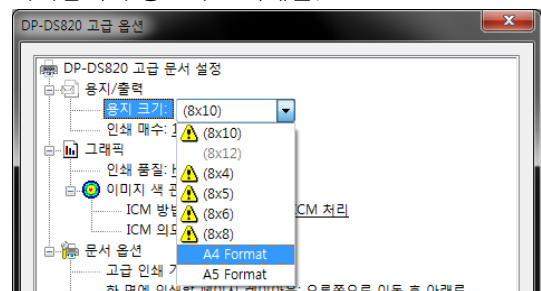 DP-DS820 고급 옵션
DP-DS820 고급 문서 설정
용지/출력
용지 크기: (8x10)
인쇄 매수:
(8x10)
그래픽
(8x12)
인쇄 품질:
(8x4)
이미지 색
(8x5)
ICM
(8x6)
CM 처리
ICM
(8x8)
문서 옵션
A4 Format
고급 인쇄
A5 Format